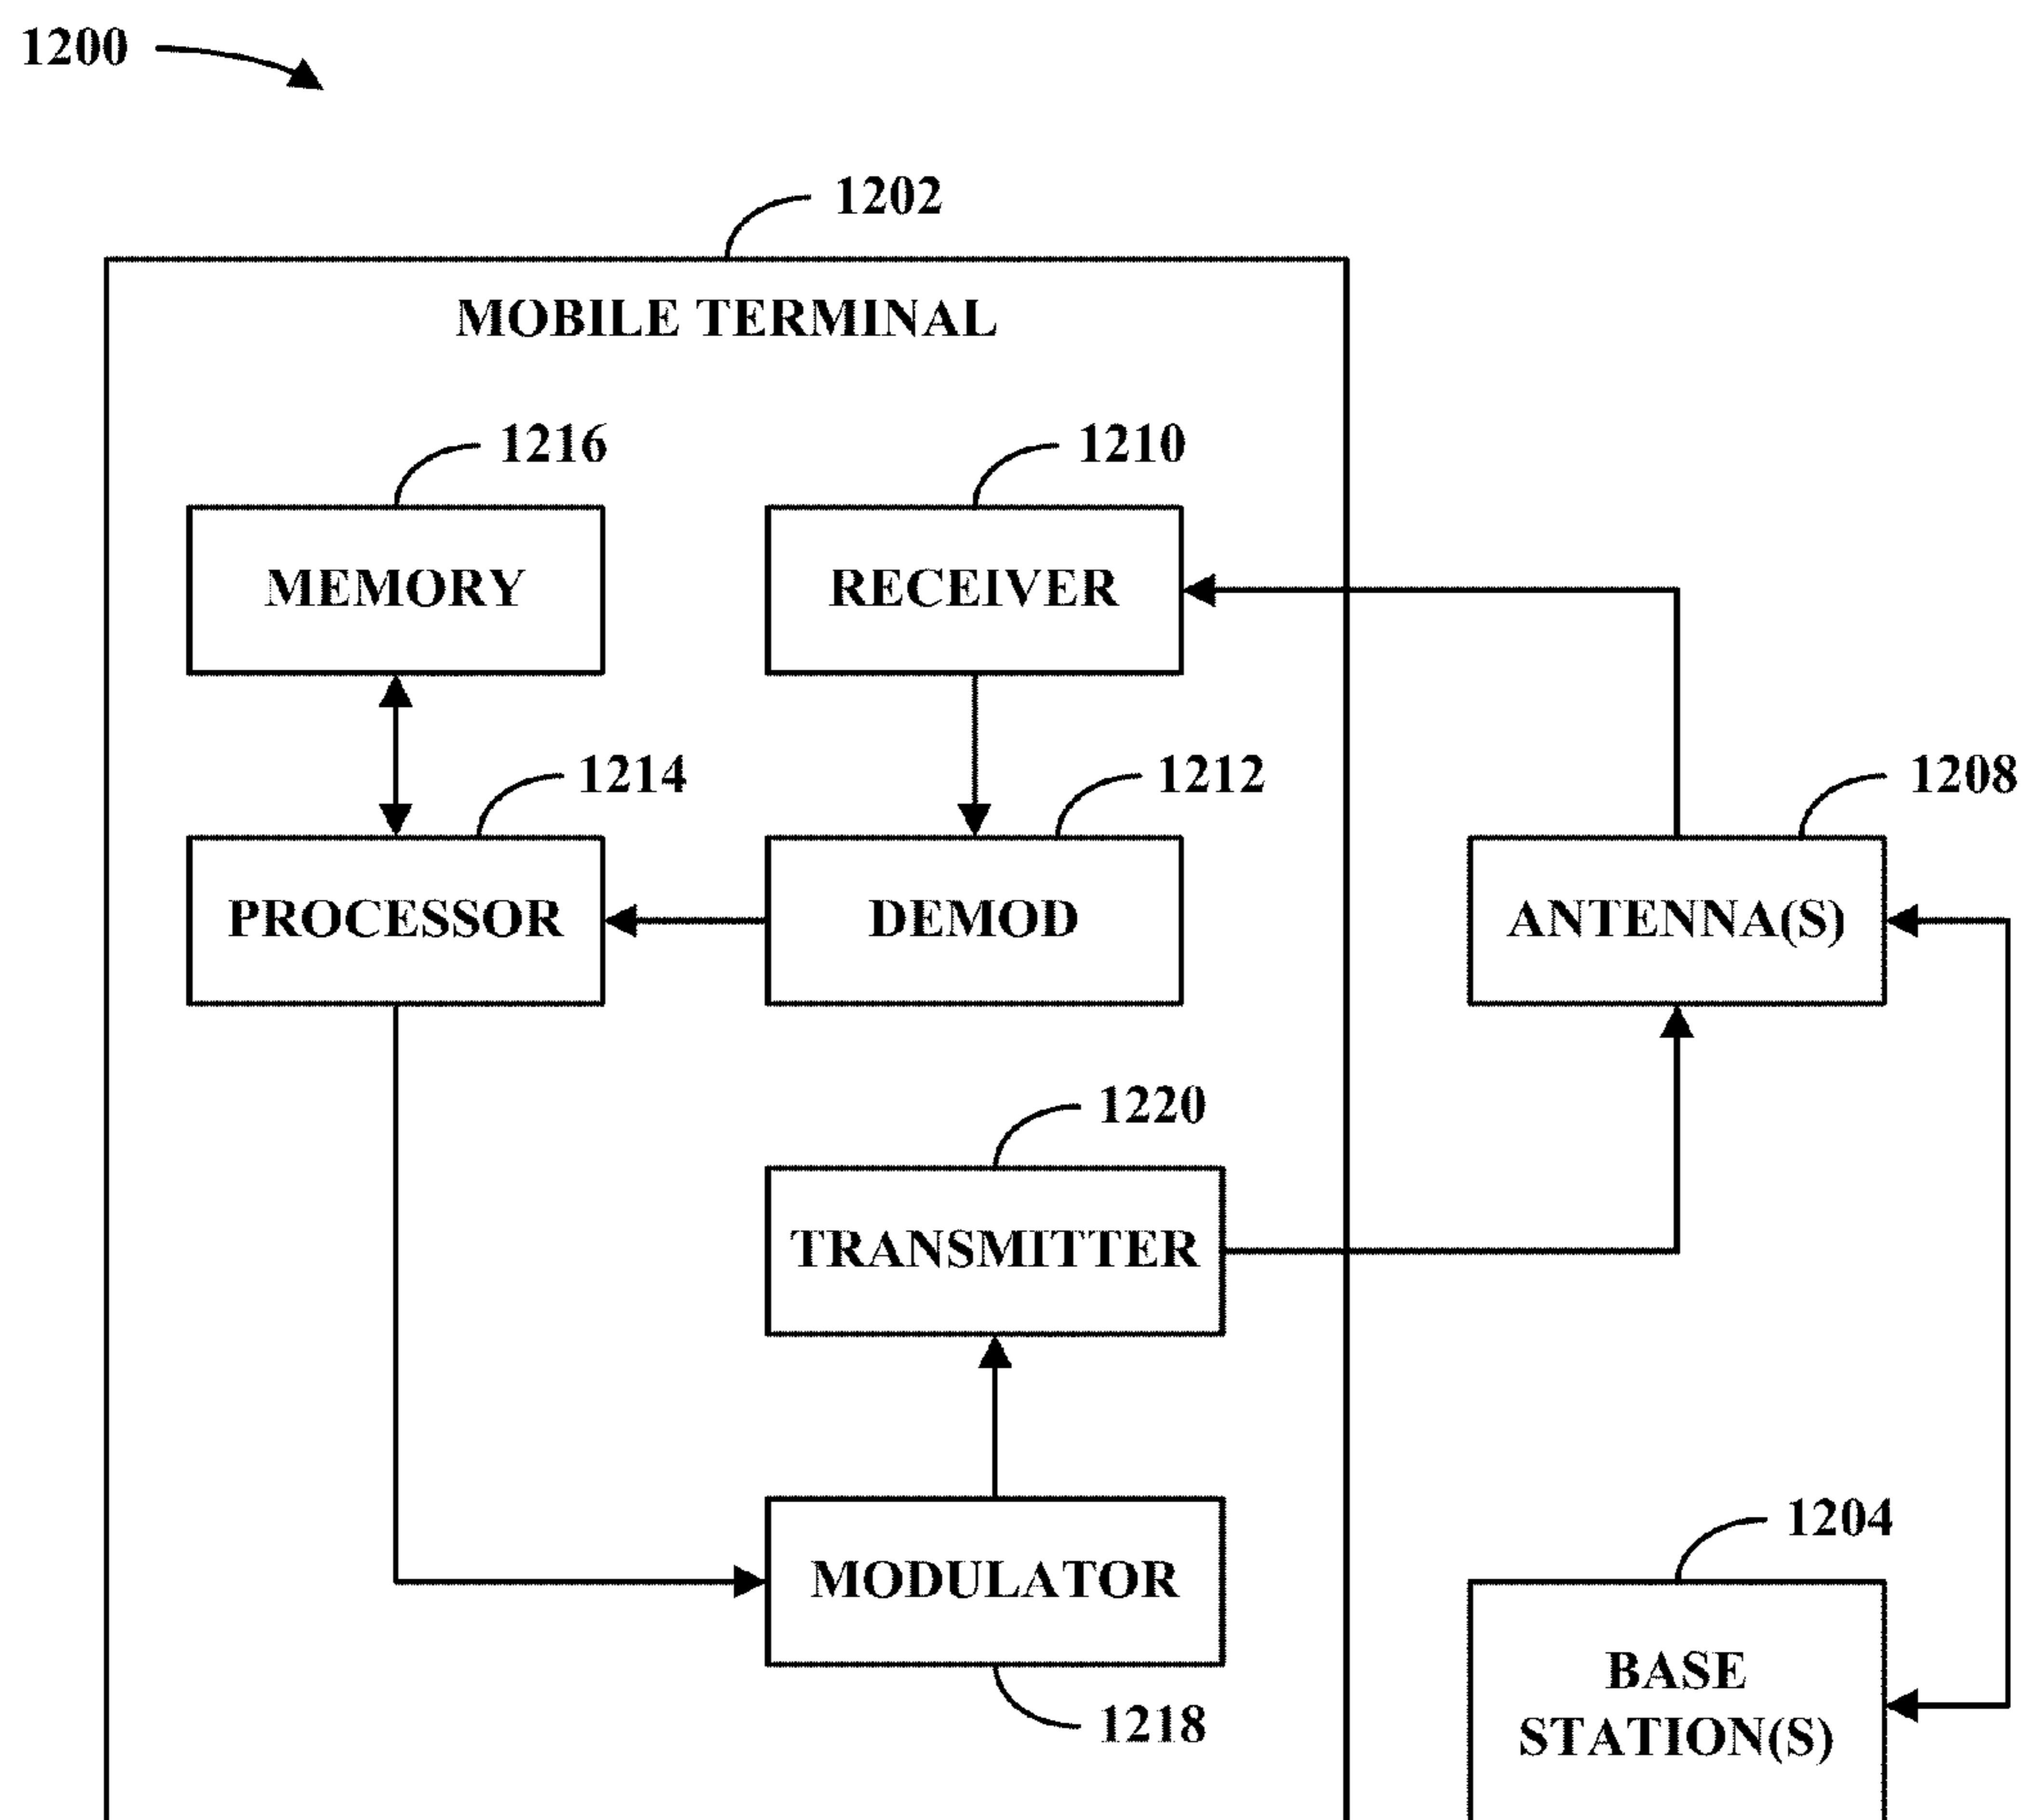 1200
1202
MOBILE TERMINAL
1216
1210
MEMORY
RECEIVER
1214
1212
1208
PROCESSOR
DEMOD
ANTENNA(S)
1220
TRANSMITTER
1204
MODULATOR
BASE
STATION(S)
1218